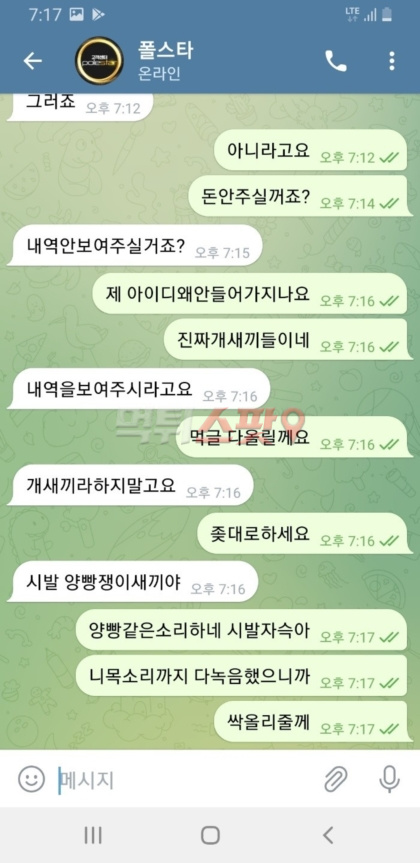 7:17
LTE
폴스타
온라인
그러죠 오후 7:12
아니라고요 오후 7:12
돈안주실꺼죠? 오후 7:14
내역안보여주실거죠? 오후 7:15
제 아이디왜안들어가지나요 오후 7:16
진짜개새끼들이네 오후 7:16
내역을보여주시라고요 오후 7:16
먹튀스팟
먹글 다올릴께요 오후 7:16
개새끼라하지말고요 오후 7:16
좆대로하세요 오후 7:16
시발 양빵쟁이새끼야 오후 7:16
양빵같은소리하네 시발자슥아 오후 7:17
니목소리까지 다녹음했으니까 오후 7:17
싹올리줄께 오후 7:17
메시지